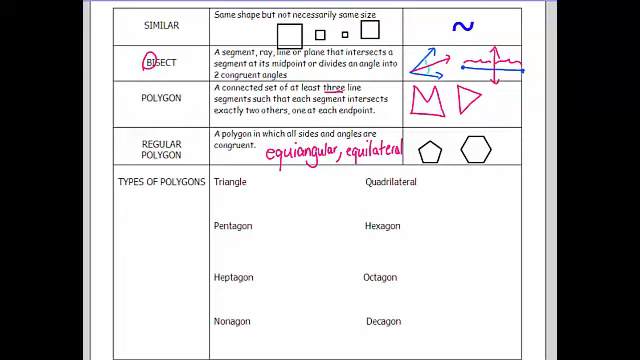 SIMILAR
Same shape but not necessarily same size
~
BISECT
A segment, ray, line or plane that intersects a
segment at its midpoint or divides an angle into
2 congruent angles
POLYGON
A connected set of at least three line
segments such that each segment intersects
exactly two others, one at each endpoint.
REGULAR
POLYGON
A polygon in which all sides and angles are
congruent.
equiangular, equilateral
TYPES OF POLYGONS
Triangle
Quadrilateral
Pentagon
Hexagon
Heptagon
Octagon
Nonagon
Decagon